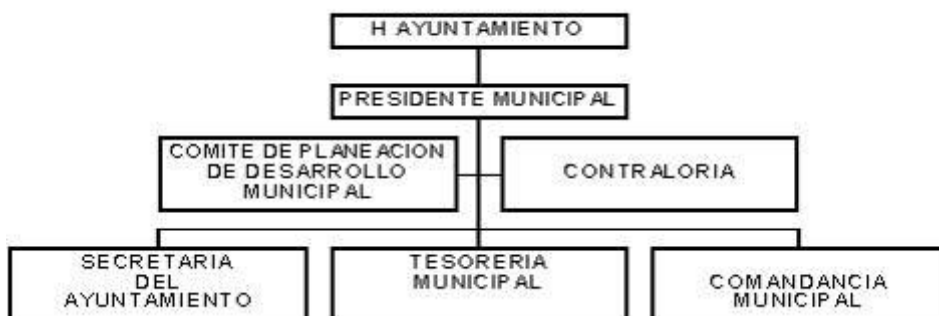 H AYUNTAMIENTO
PRESIDENTE MUNICIPAL
COMITE DE PLANEACION
DE DESARROLLO
MUNICIPAL
CONTRALORIA
SECRETARIA
DEL
AYUNTAMIENTO
TESORERIA
MUNICIPAL
COMANDANCIA
MUNICIPAL